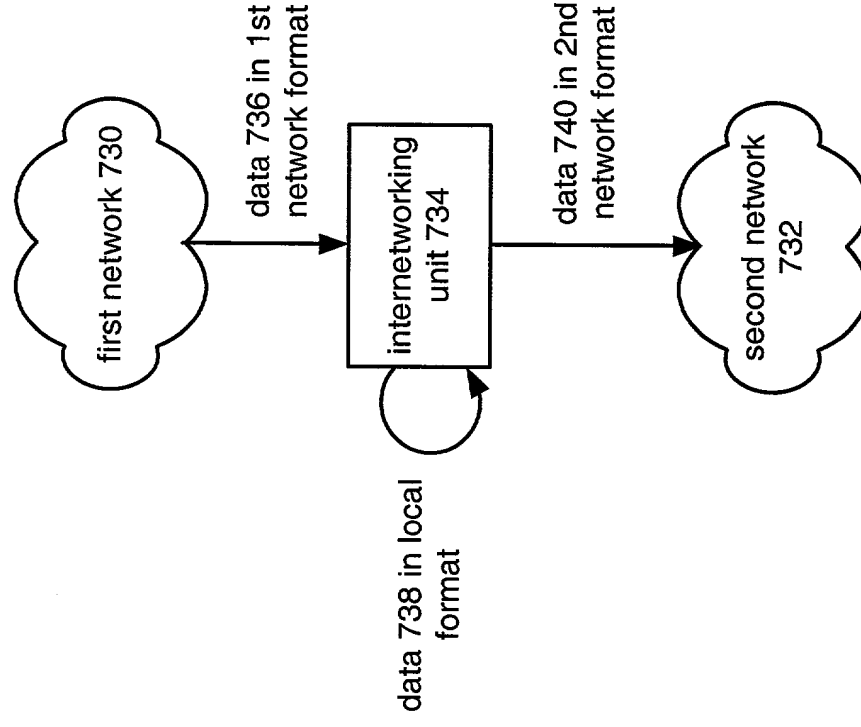 first network 730
data 736 in 1st
network format
internetworking
unit 734
data 738 in local
format
data 740 in 2nd
network format
second network
732